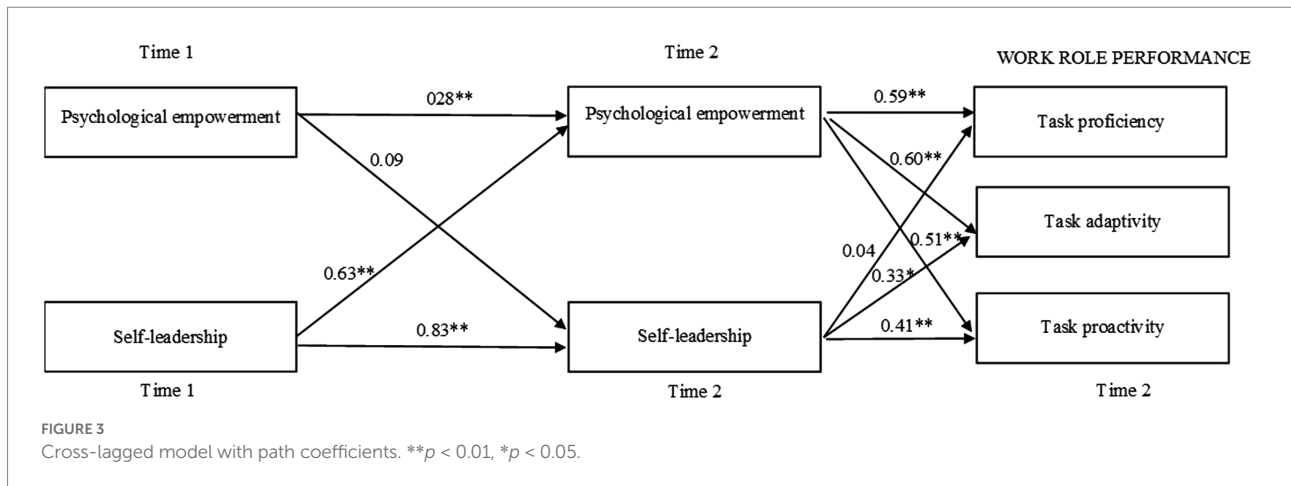 Time 1
Time 2
WORK ROLE PERFORMANCE
Psychological empowerment
028**
Psychological empowerment
0.59**
Task proficiency
0.09
0.60**
Task adaptivity
0.63**
0.04
0.51**
0.33*
Self-leadership
0.83**
Self-leadership
0.41**
Task proactivity
Time 1
Time 2
Time 2
FIGURE 3
Cross-lagged model with path coefficients. **p < 0.01, *p < 0.05.